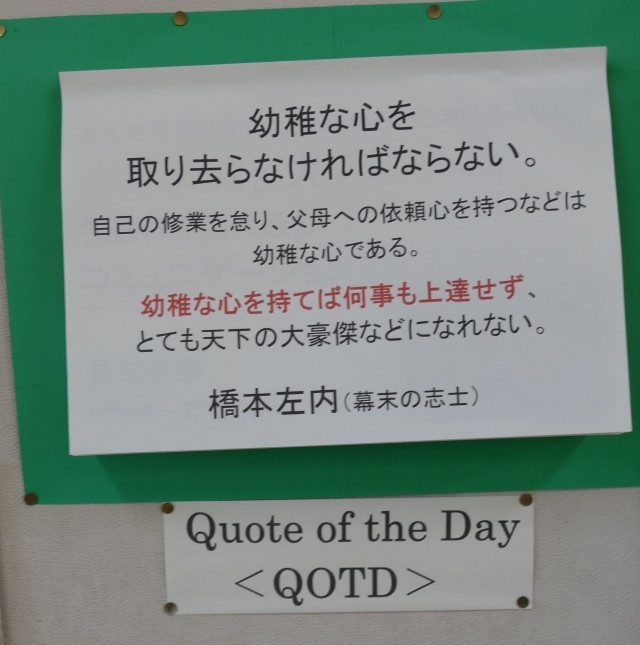 幼稚な心を
取り去らなければならない。
自己の修業を怠り、父母への依頼心を持つなどは
幼稚な心である。
幼稚な心を持てば何事も上達せず、
とても天下の大豪傑などになれない。
橋本左内（幕末の志士）
Quote of the Day
＜QOTD＞